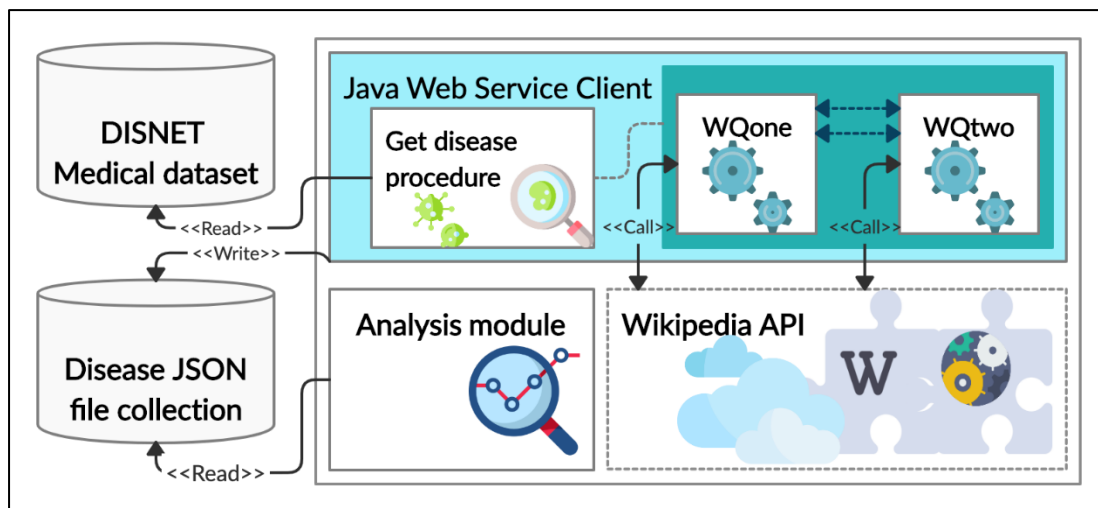 DISNET
Medical dataset
<<Read>>
<<Write>>
Disease JSON
file collection
<<Read>>
Java Web Service Client
Get disease
procedure
WQone
WQtwo
<<Call>>
<<Call>>
Analysis module
Wikipedia API
W